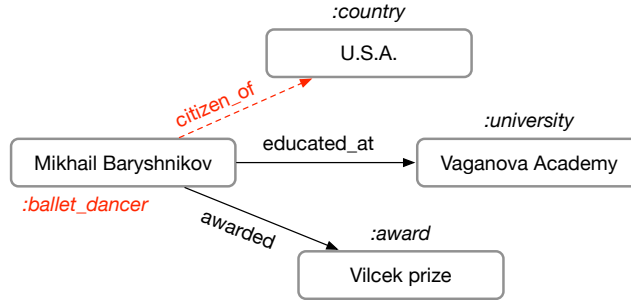 :country
U.S.A.
citizen_of
:university
educated_at
Mikhail Baryshnikov
Vaganova Academy
:ballet_dancer
awarded
:award
Vilcek prize